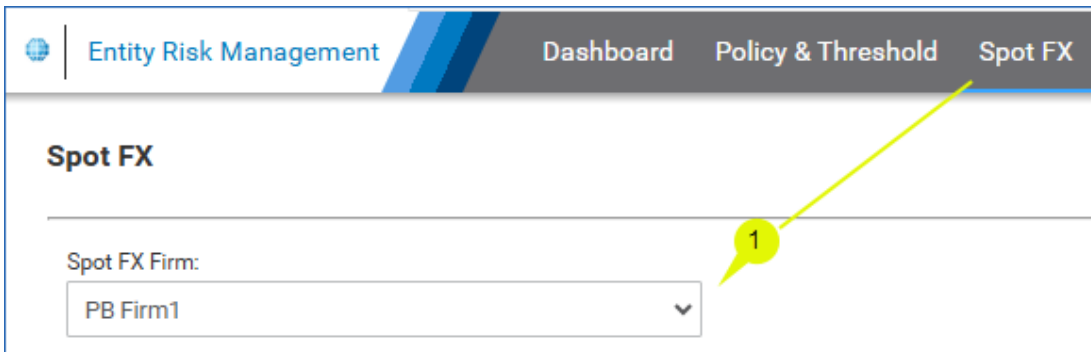 Entity Risk Management Dashboard Policy & Threshold Spot FX
Spot FX
1
Spot FX Firm:
PB Firm1